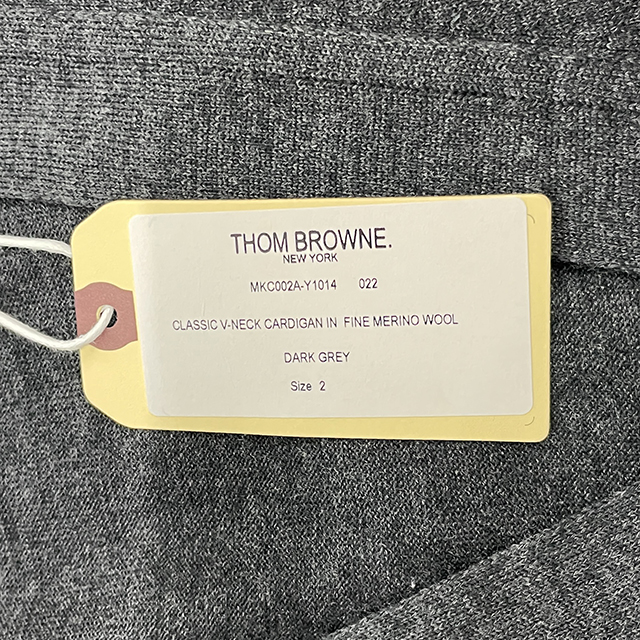 THOM BROWNE.
NEW YORK
MKC002A-Y1014 022
CLASSIC V-NECK CARDIGAN IN FINE MERINO WOOL
DARK GREY
Size 2